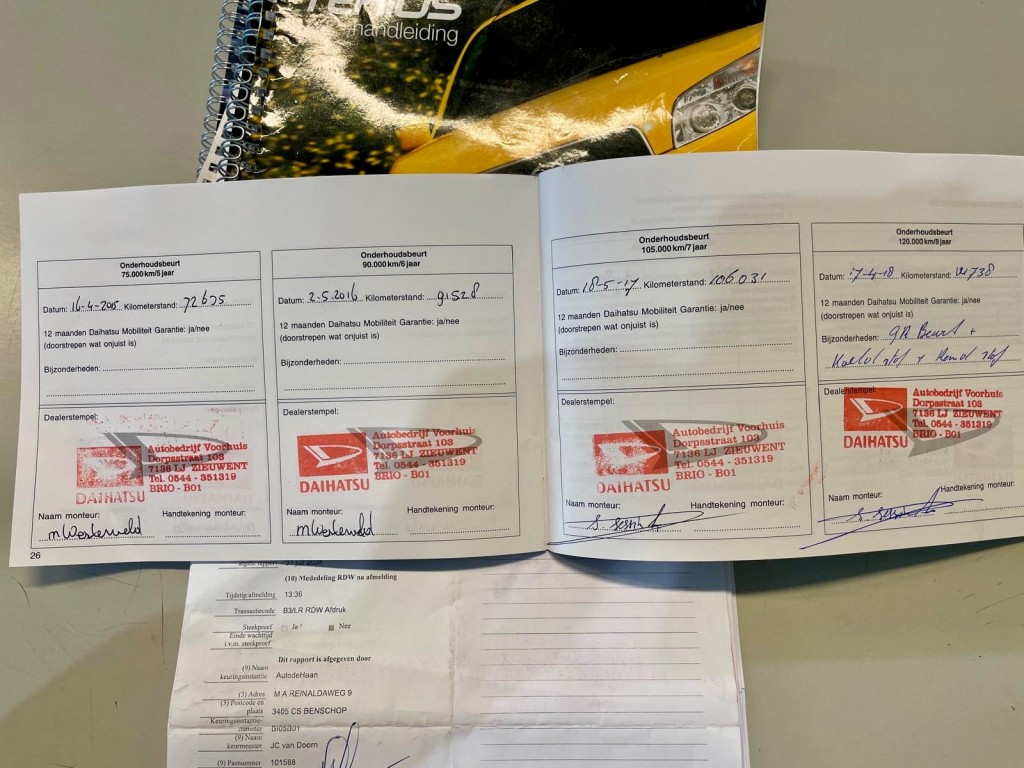 TERIOS
handleiding
Onderhoudsbeurt
75.000 km/5 jaar
Datum: 16-4-2015 Kilometerstand: 72635
12 maanden Daihatsu Mobiliteit Garantie: ja/nee
(doorstrepen wat onjuist is)
Bijzonderheden:
Dealerstempel:
Autobedrijf Voorhuis
Dorpsstraat 103
7136 LJ ZIEUWENT
Tel. 0544 - 351319
BRIO - B01
DAIHATSU
Naam monteur: Handtekening monteur:
m Westerveld
26
Onderhoudsbeurt
90.000 km/6 jaar
Datum: 2-5-2016 Kilometerstand: 91528
12 maanden Daihatsu Mobiliteit Garantie: ja/nee
(doorstrepen wat onjuist is)
Bijzonderheden:
Dealerstempel:
Autobedrijf Voorhuis
Dorpsstraat 103
7136 LJ ZIEUWENT
Tel. 0544 - 351319
BRIO - B01
DAIHATSU
Naam monteur: Handtekening monteur:
m Westerveld
Onderhoudsbeurt
105.000 km/7 jaar
Datum: 18-5-17 Kilometerstand: 106031
12 maanden Daihatsu Mobiliteit Garantie: ja/nee
(doorstrepen wat onjuist is)
Bijzonderheden:
Dealerstempel:
Autobedrijf Voorhuis
Dorpsstraat 103
7136 LJ ZIEUWENT
Tel. 0544 - 351319
BRIO - B01
DAIHATSU
Naam monteur: Handtekening monteur:
Onderhoudsbeurt
120.000 km/8 jaar
Datum: 17-4-18 Kilometerstand:
12 maanden Daihatsu Mobiliteit Garantie: ja/nee
(doorstrepen wat onjuist is)
Bijzonderheden: GR Beurt +
Dealerstempel:
Autobedrijf Voorhuis
Dorpsstraat 103
7136 LJ ZIEUWENT
Tel. 0544 - 351319
BRIO - B01
DAIHATSU
Naam monteur: Handtekening monteur:
(10) Mededeling RDW na afmelding
Tijdstip afmelding 13:36
Transactiecode B3/LR RDW Afdruk
Steekproef Ja ! Nee
Einde wachttijd
i.v.m. steekproef
Dit rapport is afgegeven door
(9) Naam
keuringsinstantie AutodeHaan
(3) Adres M A REINALDAWEG 9
(3) Postcode en
plaats 3405 CS BENSCHOP
Keuringsinstantie-
nummer BI05B01
(9) Naam
keurmeester JC van Doorn
(9) Pasnummer 101568